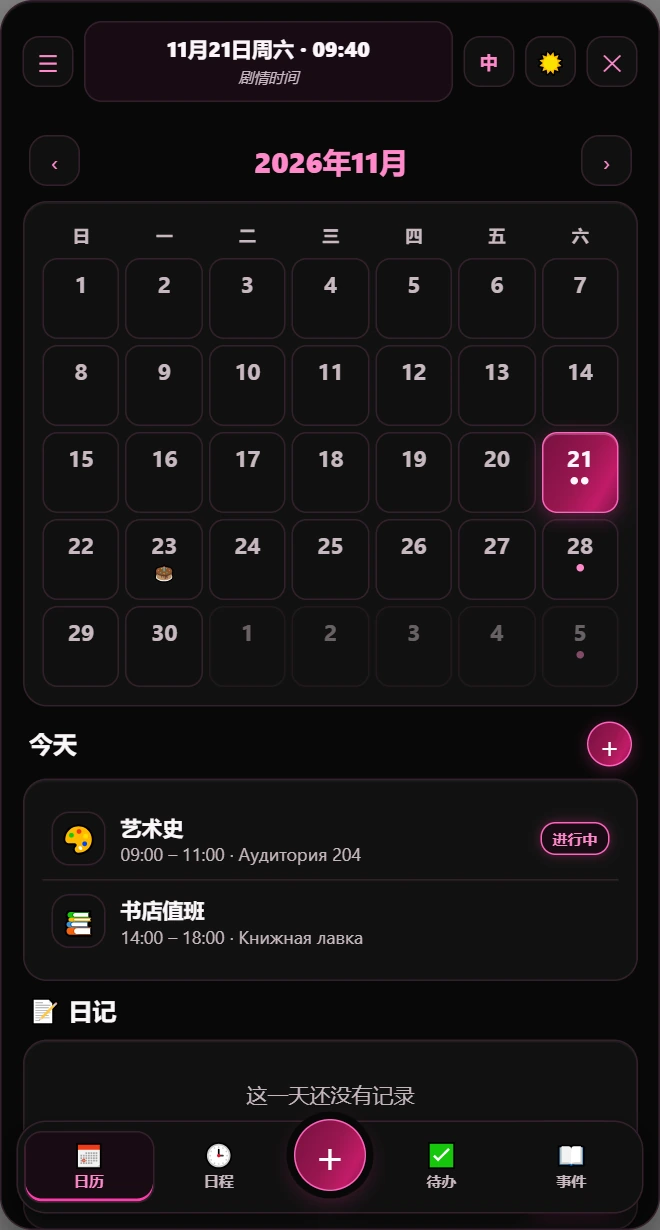 11月21日周六 · 09:40
剧情时间
中
2026年11月
日 一 二 三 四 五 六
1 2 3 4 5 6 7
8 9 10 11 12 13 14
15 16 17 18 19 20 21
22 23 24 25 26 27 28
29 30 1 2 3 4 5
今天
+
艺术史
09:00 – 11:00 · Аудитория 204
进行中
书店值班
14:00 – 18:00 · Книжная лавка
日记
这一天还没有记录
日历 日程 + 待办 事件